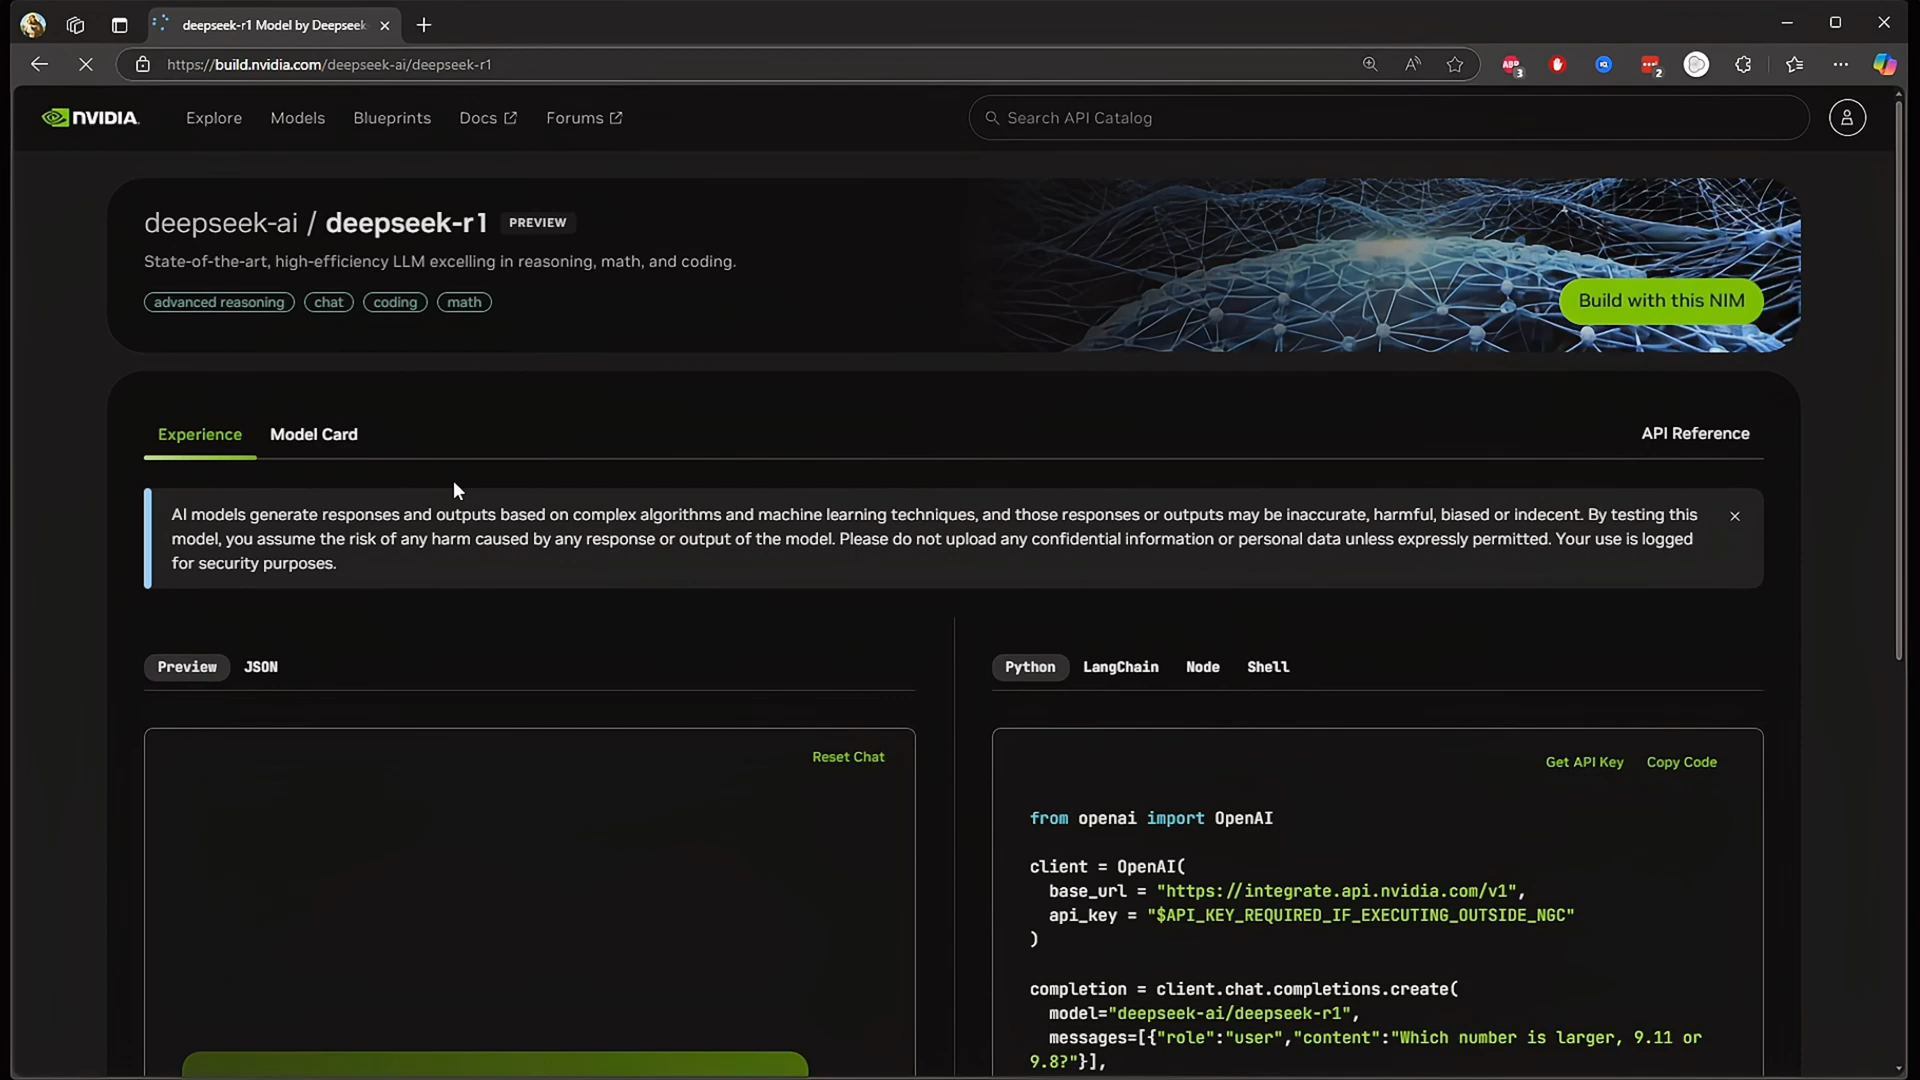 deepseek-r1 Model by Deepseek-
https://build.nvidia.com/deepseek-ai/deepseek-r1
ABP
3
2
NVIDIA.
Explore
Models
Blueprints
Docs
Forums
Search API Catalog
deepseek-ai / deepseek-r1 PREVIEW
State-of-the-art, high-efficiency LLM excelling in reasoning, math, and coding.
advanced reasoning
chat
coding
math
Build with this NIM
Experience
Model Card
API Reference
AI models generate responses and outputs based on complex algorithms and machine learning techniques, and those responses or outputs may be inaccurate, harmful, biased or indecent. By testing this
model, you assume the risk of any harm caused by any response or output of the model. Please do not upload any confidential information or personal data unless expressly permitted. Your use is logged
for security purposes.
Preview
JSON
Reset Chat
Python
LangChain
Node
Shell
Get API Key
Copy Code
from openai import OpenAI
client = OpenAI(
base_url = "https://integrate.api.nvidia.com/v1",
api_key = "$API_KEY_REQUIRED_IF_EXECUTING_OUTSIDE_NGC"
)
completion = client.chat.completions.create(
model="deepseek-ai/deepseek-r1",
messages=[{"role":"user","content":"Which number is larger, 9.11 or
9.8?"}],